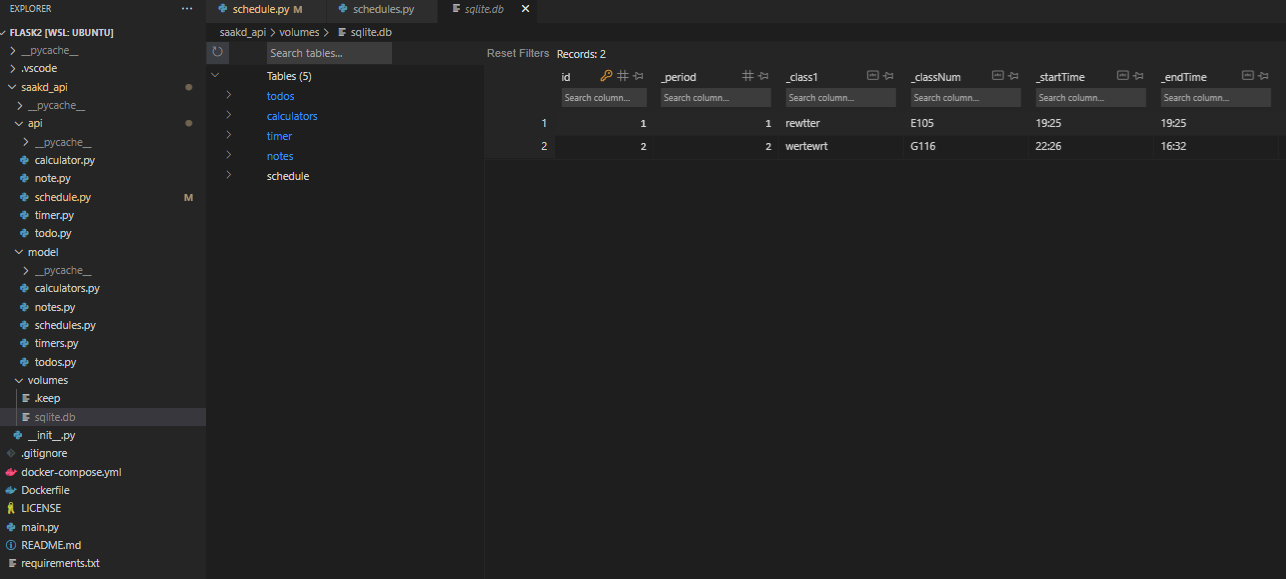 EXPLORER
schedule.py M
schedules.py
sqlite.db
FLASK2 [WSL: UBUNTU]
saakd_api
volumes
sqlite.db
__pycache__
.vscode
saakd_api
__pycache__
api
__pycache__
calculator.py
note.py
schedule.py M
timer.py
todo.py
model
__pycache__
calculators.py
notes.py
schedules.py
timers.py
todos.py
volumes
.keep
sqlite.db
__init__.py
.gitignore
docker-compose.yml
Dockerfile
LICENSE
main.py
README.md
requirements.txt
Search tables...
Tables (5)
todos
calculators
timer
notes
schedule
Reset Filters Records: 2
id _period _class1 _classNum _startTime _endTime
Search column... Search column... Search column... Search column... Search column... Search column...
1 1 1 rewtter E105 19:25 19:25
2 2 2 wertewrt G116 22:26 16:32